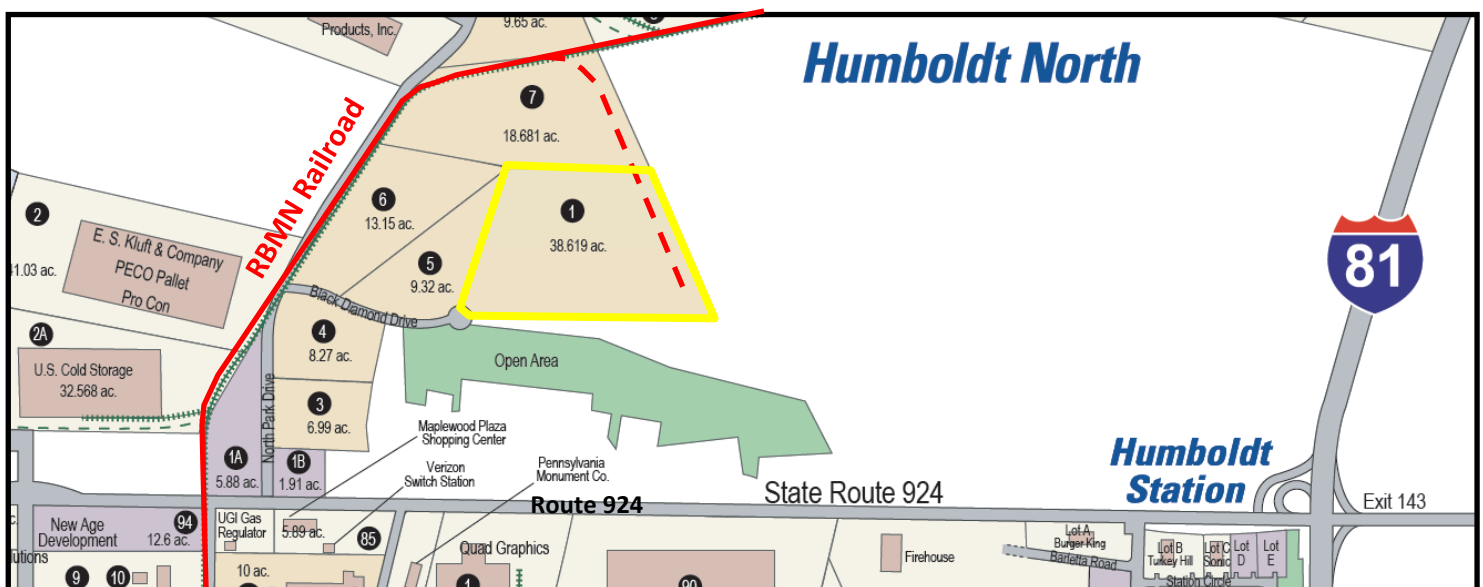 Products, Inc.
9.65 ac.
Humboldt North
7
18.681 ac.
RBMN Railroad
6
13.15 ac.
1
38.619 ac.
2
E. S. Kluft & Company
PECO Pallet
Pro Con
5
9.32 ac.
81
Black Diamond Drive
2A
U.S. Cold Storage
32.568 ac.
4
8.27 ac.
Open Area
North Park Drive
3
6.99 ac.
Maplewood Plaza
Shopping Center
1A
5.88 ac.
1B
1.91 ac.
Verizon
Switch Station
Pennsylvania
Monument Co.
Humboldt
Station
Route 924
State Route 924
Exit 143
New Age
Development
94
12.6 ac.
UGI Gas
Regulator
5.89 ac.
85
Quad Graphics
Firehouse
Lot A
Burger King
Barletta Road
Lot B
Turkey Hill
Lot C
Sonic
Lot
D
Lot
E
Station Circle
9
10
10 ac.
1
90